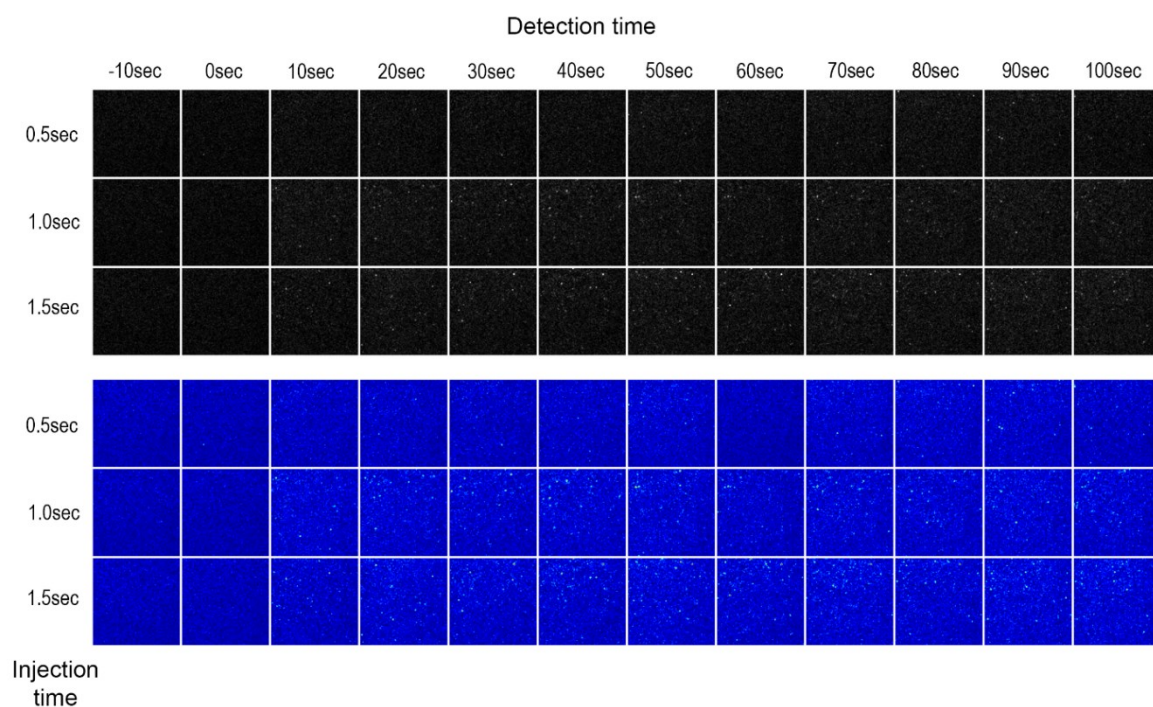 Detection time
-10sec 0sec 10sec 20sec 30sec 40sec 50sec 60sec 70sec 80sec 90sec 100sec
0.5sec
1.0sec
1.5sec
0.5sec
1.0sec
1.5sec
Injection
time